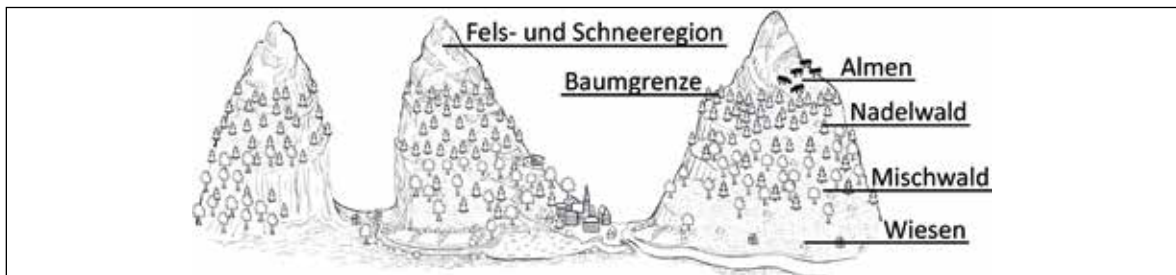 Fels- und Schneeregion
Almen
Baumgrenze
Nadelwald
Mischwald
Wiesen